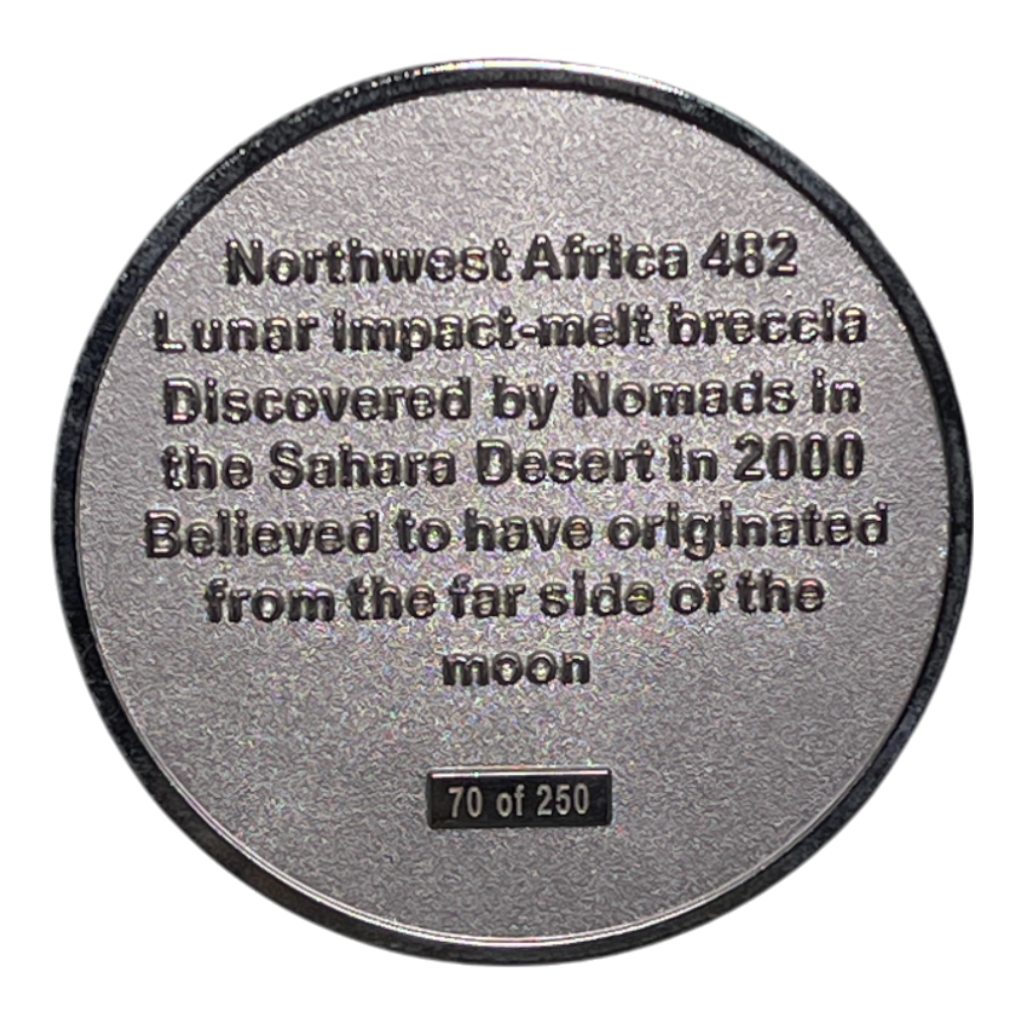 Northwest Africa 482
Lunar impact-melt breccia
Discovered by Nomads in
the Sahara Desert in 2000
Believed to have originated
from the far side of the
moon
70 of 250